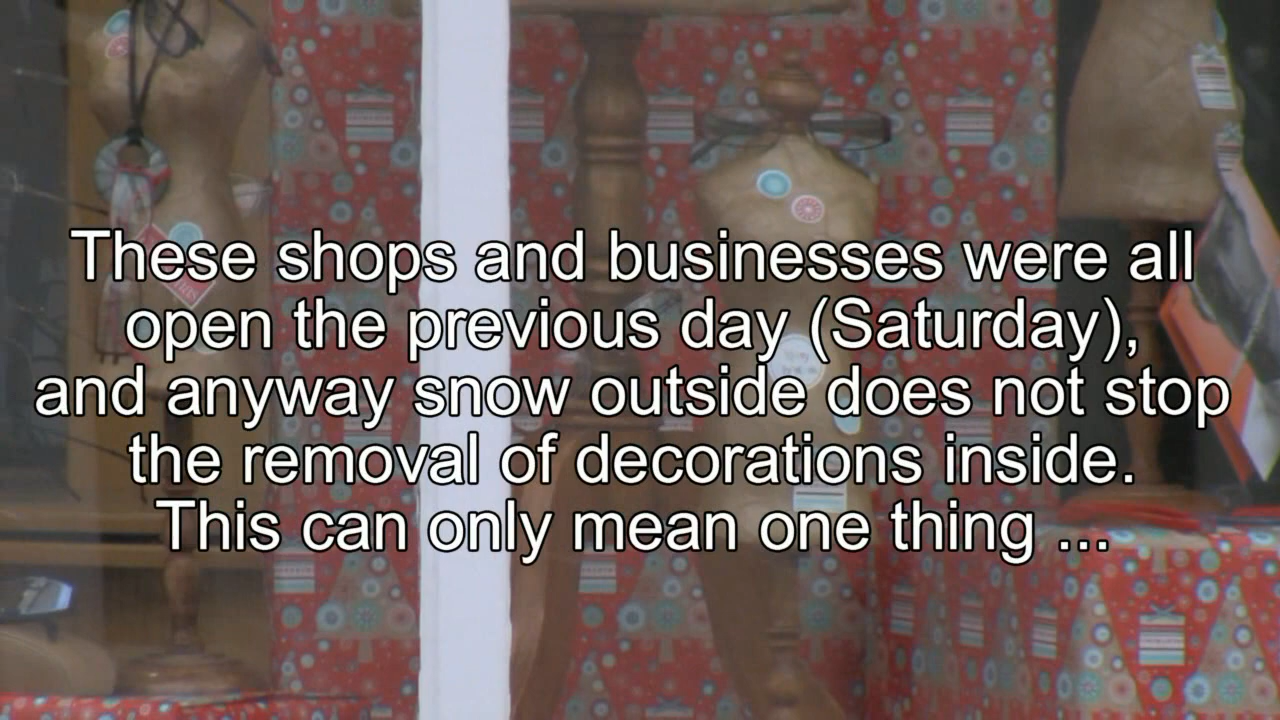 These shops and businesses were all
open the previous day (Saturday),
and anyway snow outside does not stop
the removal of decorations inside.
This can only mean one thing ...